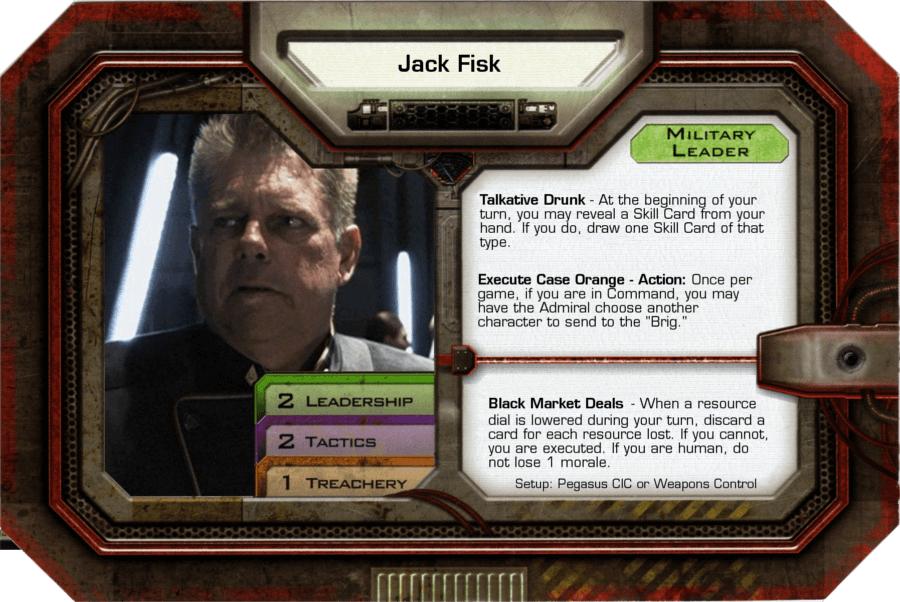 Jack Fisk
MILITARY
LEADER
Talkative Drunk - At the beginning of your
turn, you may reveal a Skill Card from your
hand. If you do, draw one Skill Card of that
type.
Execute Case Orange - Action: Once per
game, if you are in Command, you may
have the Admiral choose another
character to send to the "Brig."
2 LEADERSHIP
2 TACTICS
1 TREACHERY
Black Market Deals - When a resource
dial is lowered during your turn, discard a
card for each resource lost. If you cannot,
you are executed. If you are human, do
not lose 1 morale.
Setup: Pegasus CIC or Weapons Control